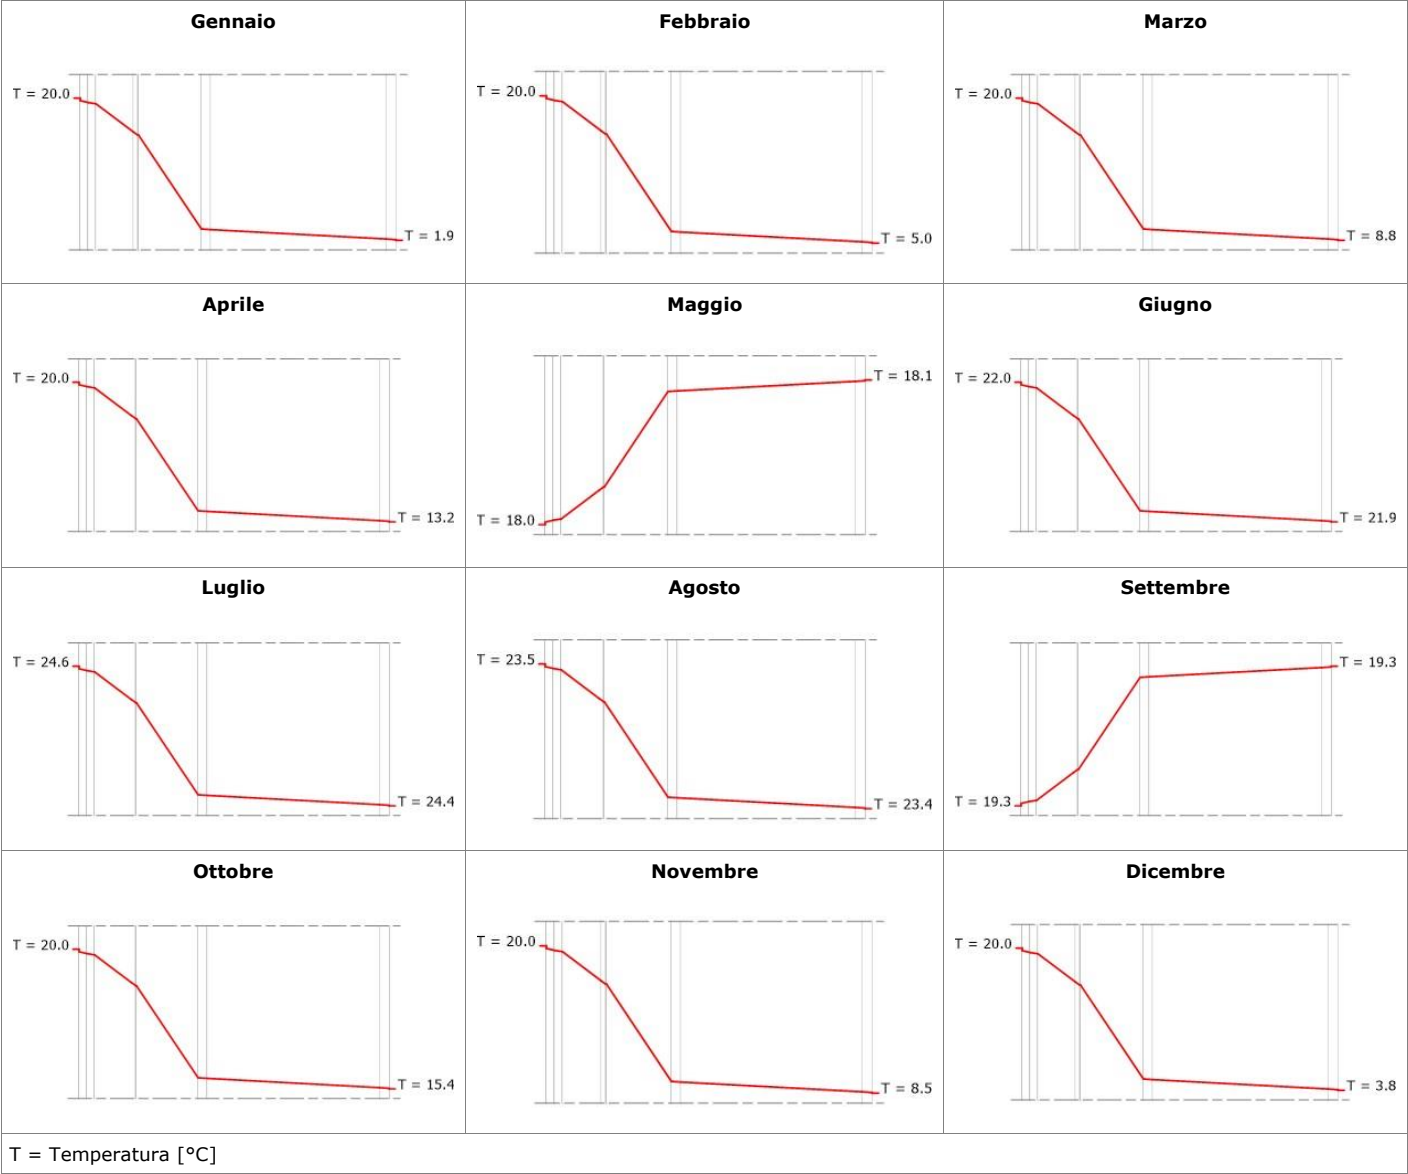 Gennaio
Febbraio
Marzo
T = 20.0
T = 1.9
T = 20.0
T = 5.0
T = 20.0
T = 8.8
Aprile
Maggio
Giugno
T = 20.0
T = 13.2
T = 18.0
T = 18.1
T = 22.0
T = 21.9
Luglio
Agosto
Settembre
T = 24.6
T = 24.4
T = 23.5
T = 23.4
T = 19.3
T = 19.3
Ottobre
Novembre
Dicembre
T = 20.0
T = 15.4
T = 20.0
T = 8.5
T = 20.0
T = 3.8
T = Temperatura [°C]